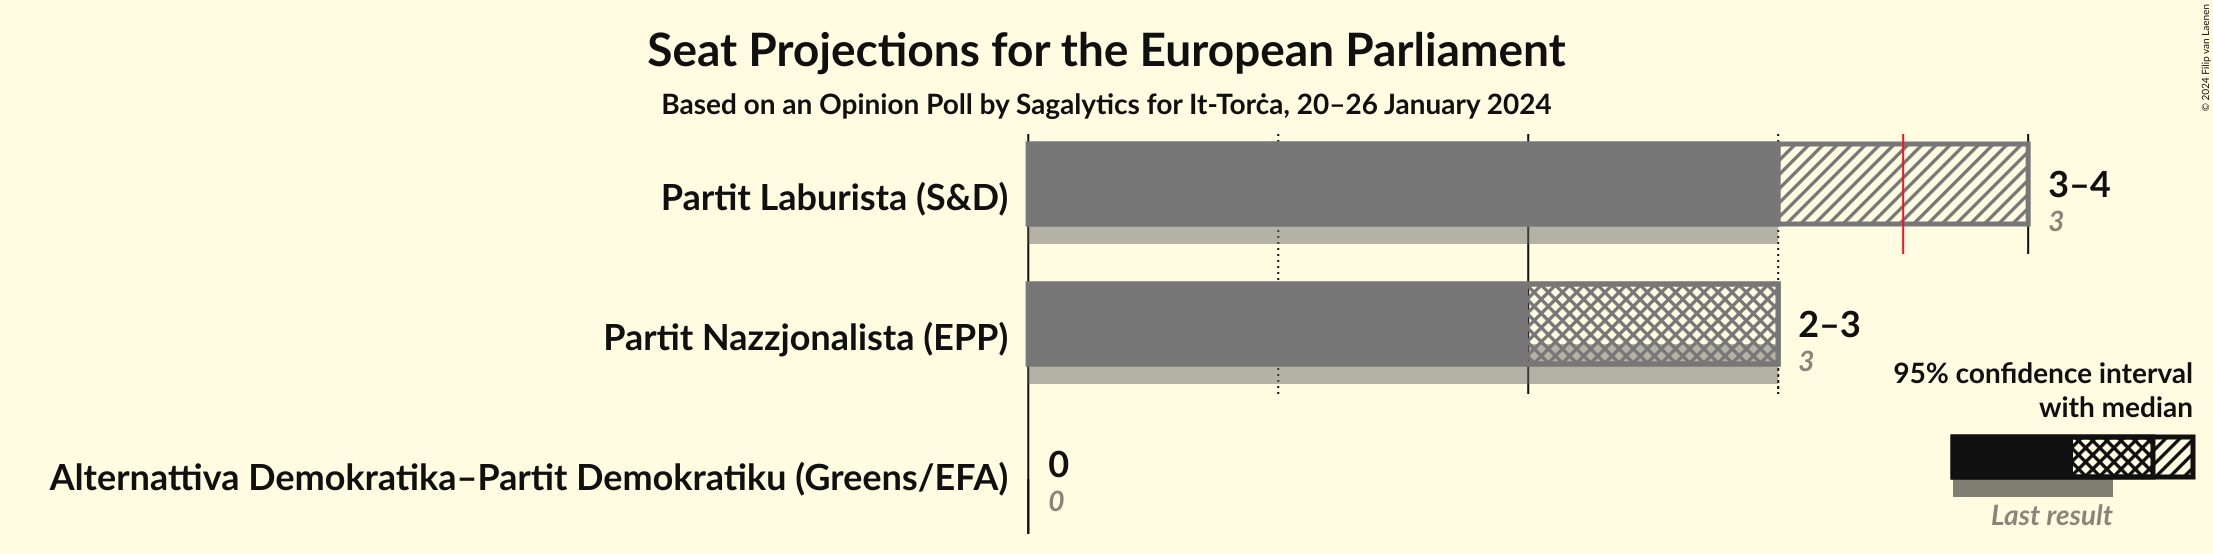 Seat Projections for the European Parliament
Based on an Opinion Poll by Sagalytics for It-Torċa, 20–26 January 2024
© 2024 Filip van Laenen
Partit Laburista (S&D)
3–4
3
Partit Nazzjonalista (EPP)
2–3
3
95% confidence interval
with median
Alternattiva Demokratika–Partit Demokratiku (Greens/EFA)
0
0
Last result